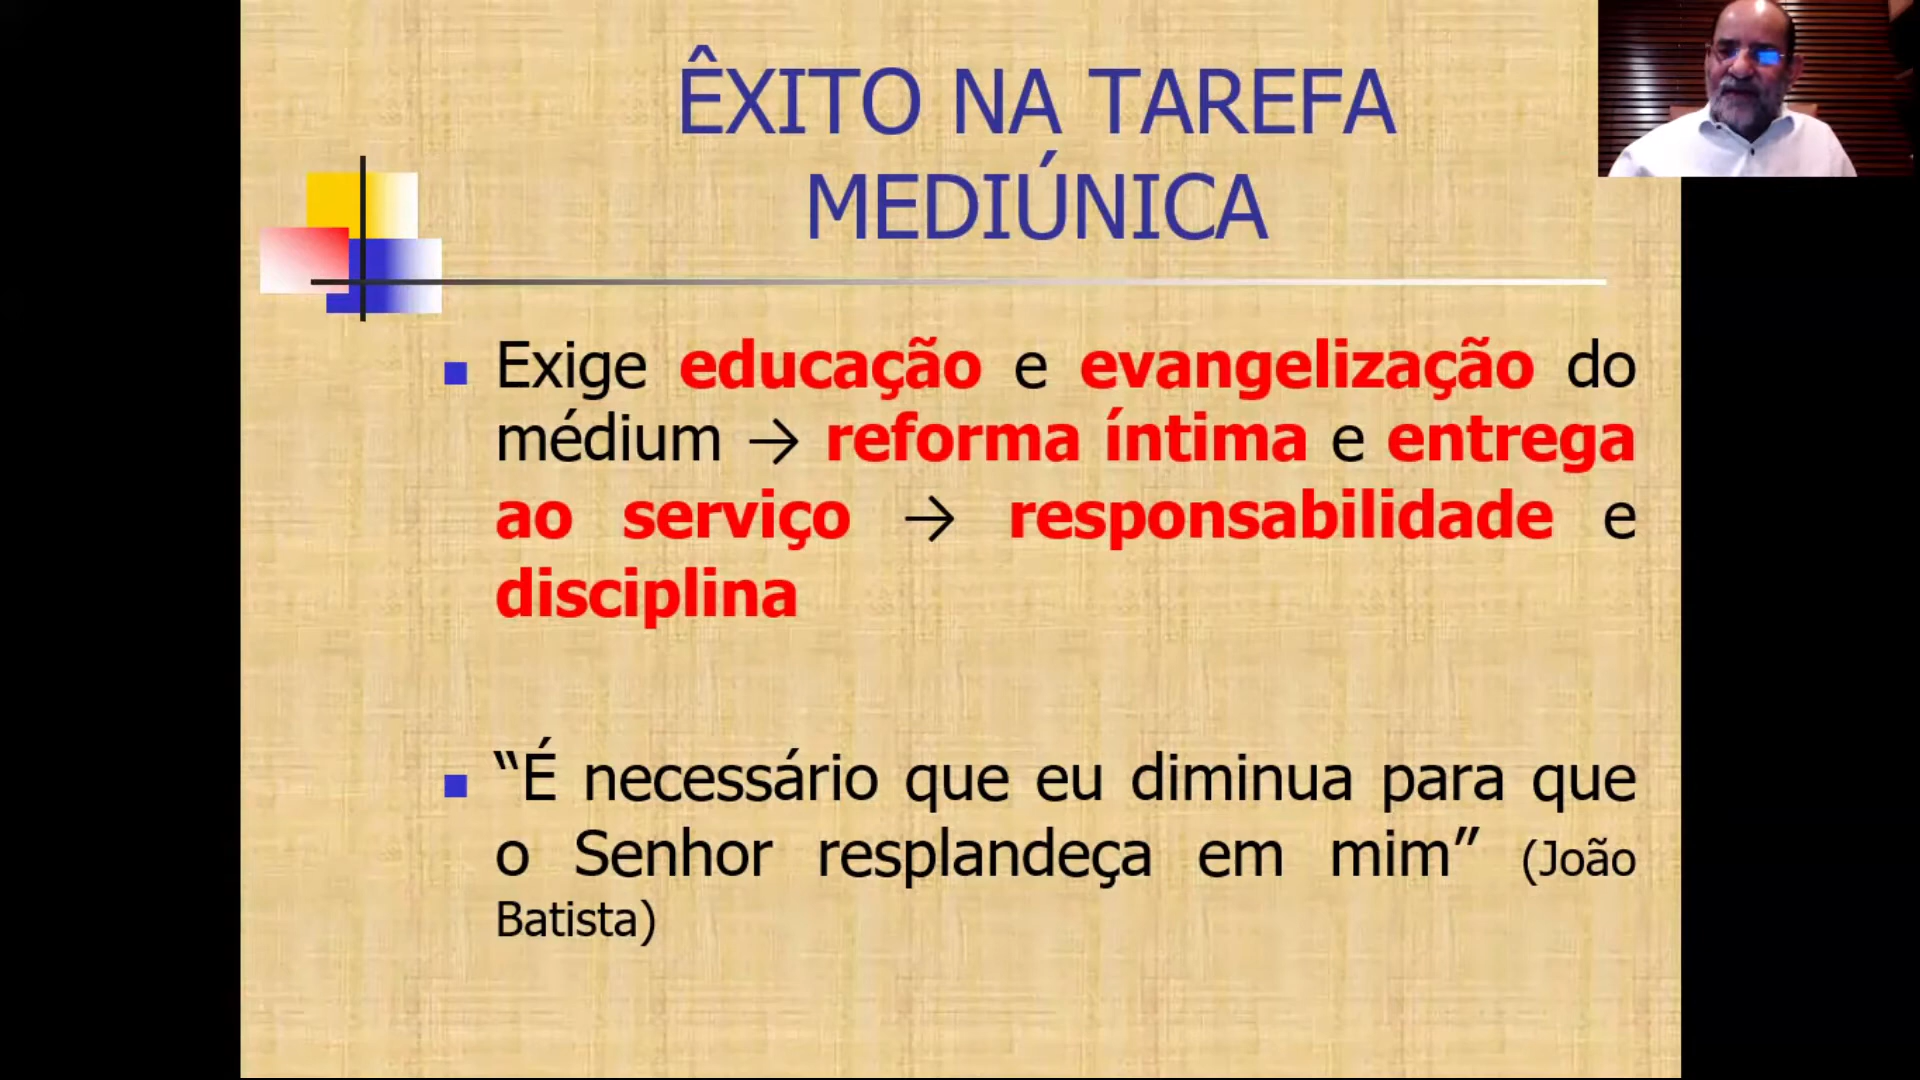 ÊXITO NA TAREFA
MEDIÚNICA
Exige educação e evangelização do
médium → reforma íntima e entrega
ao serviço → responsabilidade e
disciplina
“É necessário que eu diminua para que
o Senhor resplandeça em mim” (João
Batista)